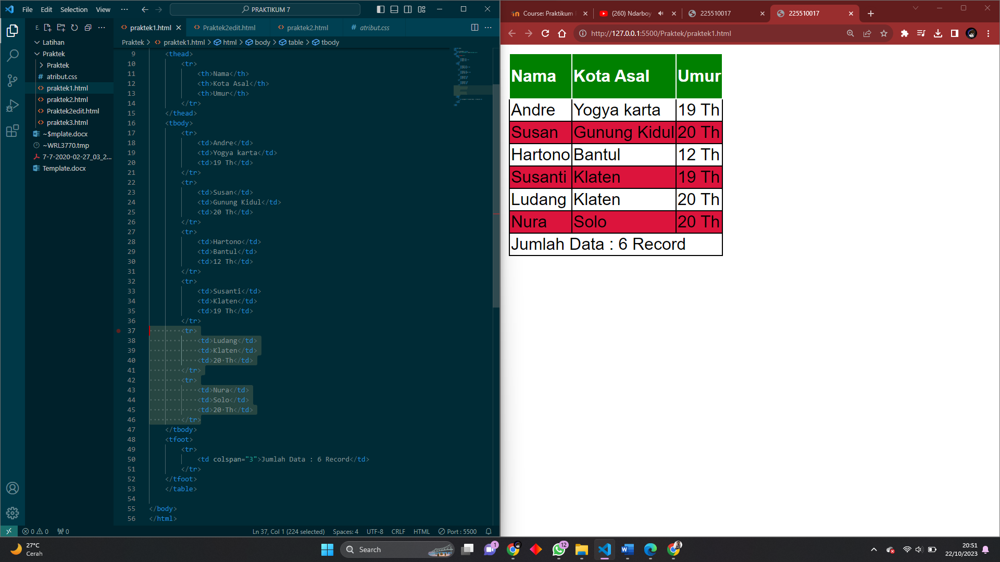 File Edit Selection View ··· PRAKTIKUM 7
praktek1.html Praktek2edit.html praktek2.html # atribut.css
Praktek > praktek1.html > html > body > table > tbody
Latihan
Praktek
Praktek
# atribut.css
praktek1.html
praktek2.html
Praktek2edit.html
praktek3.html
~$mplate.docx
~WRL3770.tmp
7-7-2020-02-27_03_2...
Template.docx
9 <thead>
10 <tr>
11 <th>Nama</th>
12 <th>Kota Asal</th>
13 <th>Umur</th>
14 </tr>
15 </thead>
16 <tbody>
17 <tr>
18 <td>Andre</td>
19 <td>Yogya karta</td>
20 <td>19 Th</td>
21 </tr>
22 <tr>
23 <td>Susan</td>
24 <td>Gunung Kidul</td>
25 <td>20 Th</td>
26 </tr>
27 <tr>
28 <td>Hartono</td>
29 <td>Bantul</td>
30 <td>12 Th</td>
31 </tr>
32 <tr>
33 <td>Susanti</td>
34 <td>Klaten</td>
35 <td>19 Th</td>
36 </tr>
37 <tr>
38 <td>Ludang</td>
39 <td>Klaten</td>
40 <td>20 Th</td>
41 </tr>
42 <tr>
43 <td>Nura</td>
44 <td>Solo</td>
45 <td>20 Th</td>
46 </tr>
47 </tbody>
48 <tfoot>
49 <tr>
50 <td colspan="3">Jumlah Data : 6 Record</td>
51 </tr>
52 </tfoot>
53 </table>
54
55 </body>
56 </html>
0 0 0 Ln 37, Col 1 (224 selected) Spaces: 4 UTF-8 CRLF HTML Port : 5500
Course: Praktikum (260) Ndarboy 225510017 225510017
http://127.0.0.1:5500/Praktek/praktek1.html
Nama Kota Asal Umur
Andre Yogya karta 19 Th
Susan Gunung Kidul 20 Th
Hartono Bantul 12 Th
Susanti Klaten 19 Th
Ludang Klaten 20 Th
Nura Solo 20 Th
Jumlah Data : 6 Record
27°C
Cerah
Search
1
12
20:51
22/10/2023